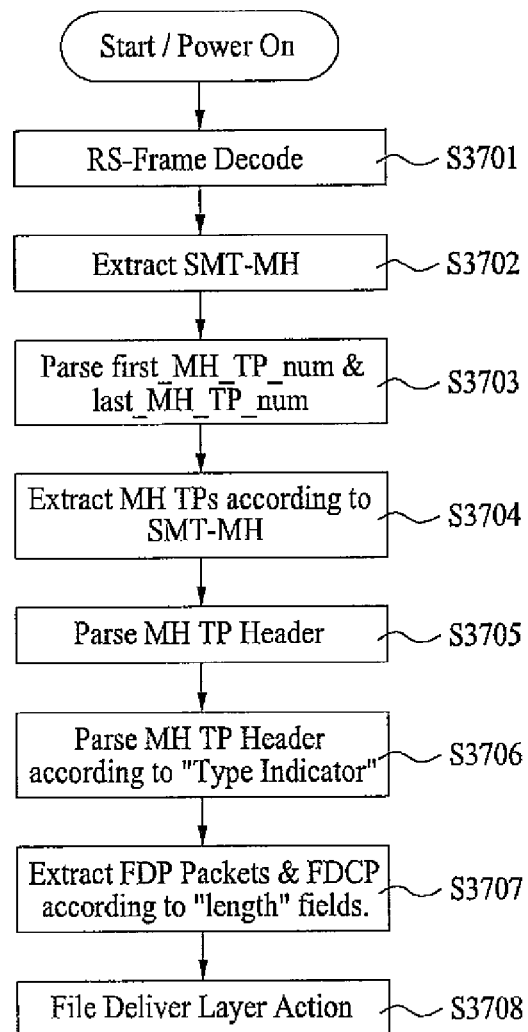 Start / Power On
RS-Frame Decode
S3701
Extract SMT-MH
S3702
Parse first_MH_TP_num &
last_MH_TP_num
S3703
Extract MH TPs according to
SMT-MH
S3704
Parse MH TP Header
S3705
Parse MH TP Header
according to "Type Indicator"
S3706
Extract FDP Packets & FDCP
according to "length" fields.
S3707
File Deliver Layer Action
S3708